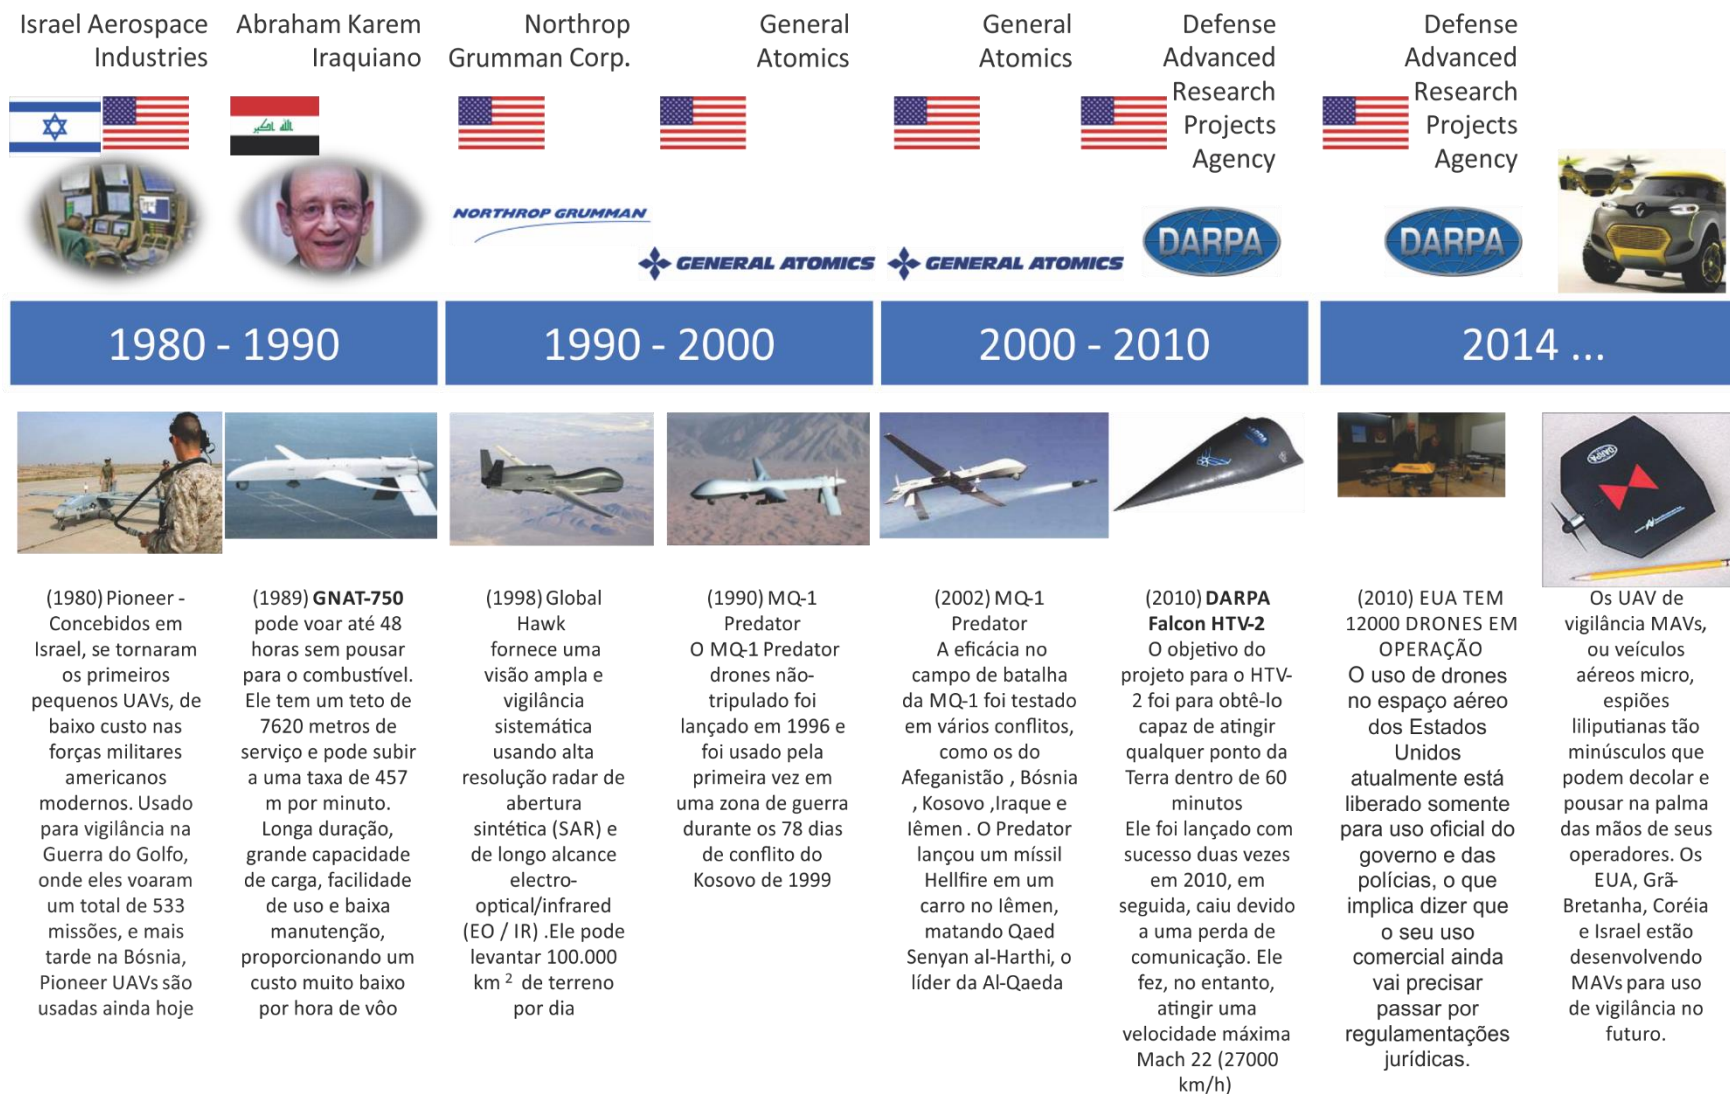 Israel Aerospace
Industries
Abraham Karem
Iraquiano
Northrop
Grumman Corp.
General
Atomics
General
Atomics
Defense
Advanced
Research
Projects
Agency
Defense
Advanced
Research
Projects
Agency
الله اكبر
NORTHROP GRUMMAN
GENERAL ATOMICS
GENERAL ATOMICS
DARPA
DARPA
1980 - 1990
1990 - 2000
2000 - 2010
2014 ...
DARPA
DARPA
(1980) Pioneer -
Concebidos em
Israel, se tornaram
os primeiros
pequenos UAVs, de
baixo custo nas
forças militares
americanos
modernos. Usado
para vigilância na
Guerra do Golfo,
onde eles voaram
um total de 533
missões, e mais
tarde na Bósnia,
Pioneer UAVs são
usadas ainda hoje
(1989) GNAT-750
pode voar até 48
horas sem pousar
para o combustível.
Ele tem um teto de
7620 metros de
serviço e pode subir
a uma taxa de 457
m por minuto.
Longa duração,
grande capacidade
de carga, facilidade
de uso e baixa
manutenção,
proporcionando um
custo muito baixo
por hora de vôo
(1998) Global
Hawk
fornece uma
visão ampla e
vigilância
sistemática
usando alta
resolução radar de
abertura
sintética (SAR) e
de longo alcance
electro-
optical/infrared
(EO / IR) .Ele pode
levantar 100.000
km ² de terreno
por dia
(1990) MQ-1
Predator
O MQ-1 Predator
drones não-
tripulado foi
lançado em 1996 e
foi usado pela
primeira vez em
uma zona de guerra
durante os 78 dias
de conflito do
Kosovo de 1999
(2002) MQ-1
Predator
A eficácia no
campo de batalha
da MQ-1 foi testado
em vários conflitos,
como os do
Afeganistão , Bósnia
, Kosovo ,Iraque e
Iêmen . O Predator
lançou um míssil
Hellfire em um
carro no Iêmen,
matando Qaed
Senyan al-Harthi, o
líder da Al-Qaeda
(2010) DARPA
Falcon HTV-2
O objetivo do
projeto para o HTV-
2 foi para obtê-lo
capaz de atingir
qualquer ponto da
Terra dentro de 60
minutos
Ele foi lançado com
sucesso duas vezes
em 2010, em
seguida, caiu devido
a uma perda de
comunicação. Ele
fez, no entanto,
atingir uma
velocidade máxima
Mach 22 (27000
km/h)
(2010) EUA TEM
12000 DRONES EM
OPERAÇÃO
O uso de drones
no espaço aéreo
dos Estados
Unidos
atualmente está
liberado somente
para uso oficial do
governo e das
polícias, o que
implica dizer que
o seu uso
comercial ainda
vai precisar
passar por
regulamentações
jurídicas.
Os UAV de
vigilância MAVs,
ou veículos
aéreos micro,
espiões
liliputianas tão
minúsculos que
podem decolar e
pousar na palma
das mãos de seus
operadores. Os
EUA, Grã-
Bretanha, Coréia
e Israel estão
desenvolvendo
MAVs para uso
de vigilância no
futuro.